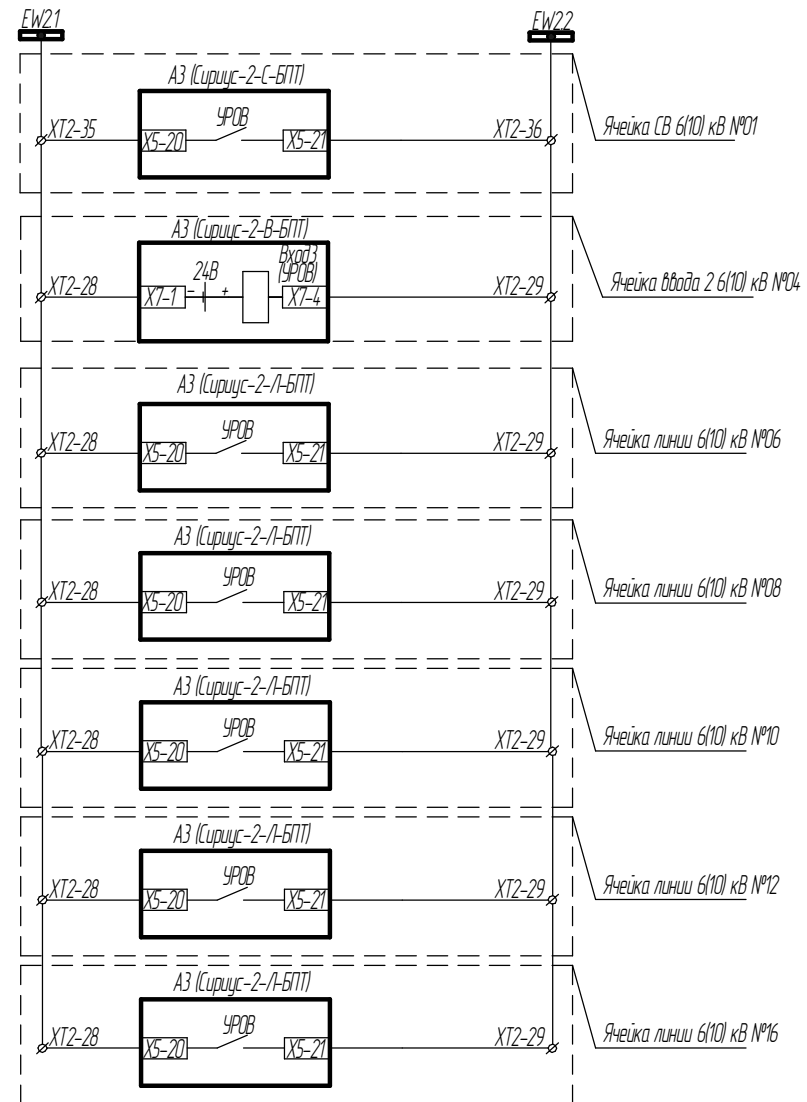 EW2.1
EW2.2
А3 (Сириус-2-С-БПТ)
XT2-35
X5-20
УРОВ
X5-21
XT2-36
Ячейка СВ 6(10) кВ №01
А3 (Сириус-2-В-БПТ)
Вход3
(УРОВ)
24В
XT2-28
X7-1
-
+
X7-4
XT2-29
Ячейка ввода 2 6(10) кВ №04
А3 (Сириус-2-Л-БПТ)
XT2-28
X5-20
УРОВ
X5-21
XT2-29
Ячейка линии 6(10) кВ №06
А3 (Сириус-2-Л-БПТ)
XT2-28
X5-20
УРОВ
X5-21
XT2-29
Ячейка линии 6(10) кВ №08
А3 (Сириус-2-Л-БПТ)
XT2-28
X5-20
УРОВ
X5-21
XT2-29
Ячейка линии 6(10) кВ №10
А3 (Сириус-2-Л-БПТ)
XT2-28
X5-20
УРОВ
X5-21
XT2-29
Ячейка линии 6(10) кВ №12
А3 (Сириус-2-Л-БПТ)
XT2-28
X5-20
УРОВ
X5-21
XT2-29
Ячейка линии 6(10) кВ №16